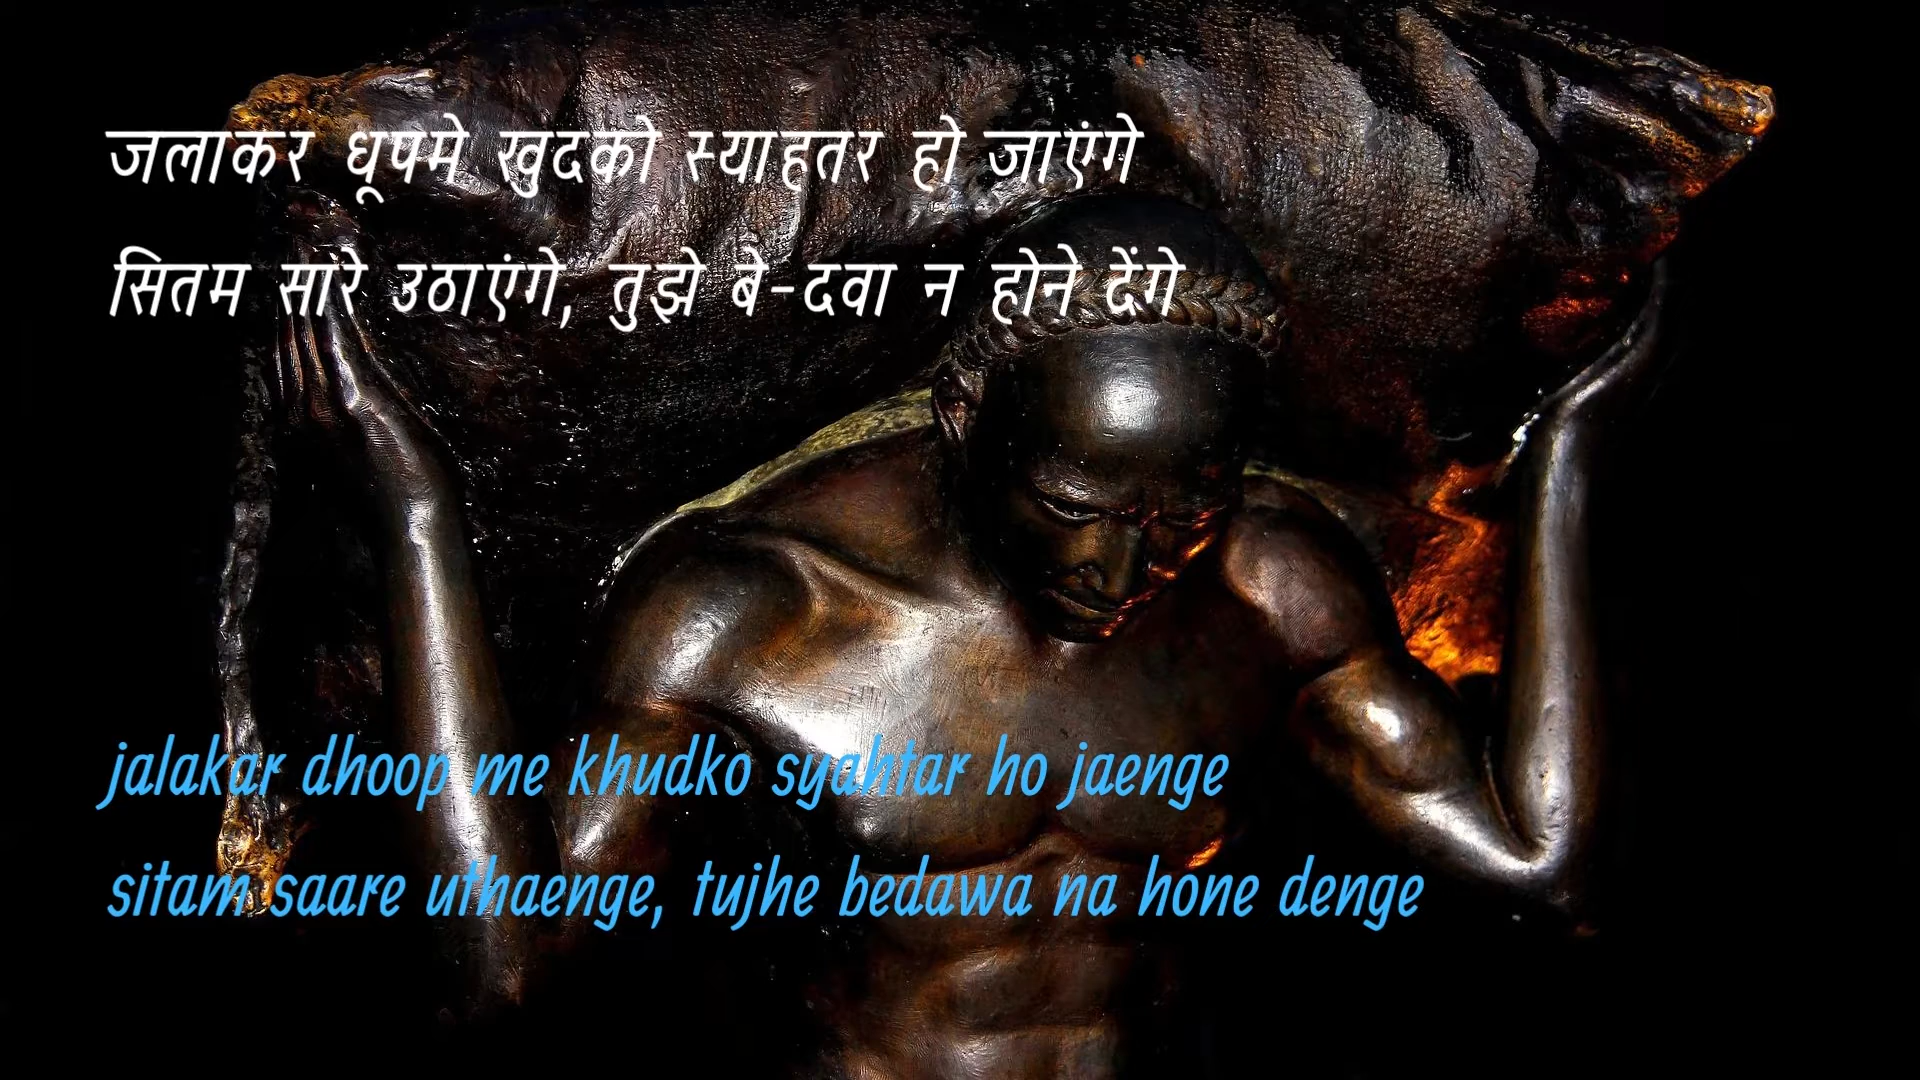 जलाकर धूपमे खुदको स्याहतर हो जाएंगे
सितम सारे उठाएंगे, तुझे बे-दवा न होने देंगे
jalakar dhoop me khudko syahtar ho jaenge
sitam saare uthaenge, tujhe bedawa na hone denge